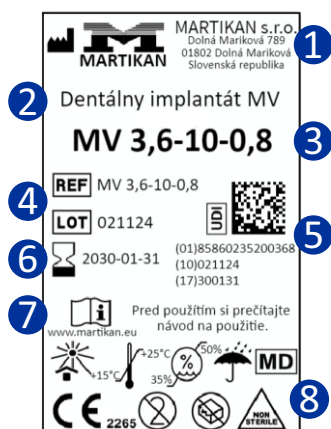 MARTIKAN
MARTIKAN s.r.o.
Dolná Mariková 789
01802 Dolná Mariková
Slovenská republika
1
2
Dentálny implantát MV
MV 3,6-10-0,8
3
4
REF MV 3,6-10-0,8
LOT 021124
UDI
5
6
2030-01-31
(01)85860235200368
(10)021124
(17)300131
7
i
www.martikan.eu
Pred použitím si prečítajte
návod na použitie.
+15°C
+25°C
35%
50%
%
MD
CE 2265
2
NON
STERILE
8